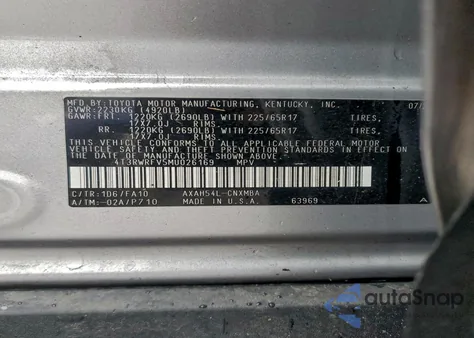 MFD. BY: TOYOTA MOTOR MANUFACTURING, KENTUCKY, INC. 07/
GVWR: 2230KG (4920LB)
GAWR: FRT. 1220KG (2690LB) WITH 225/65R17 TIRES,
17X7.0J RIMS,
RR. 1220KG (2690LB) WITH 225/65R17 TIRES,
17X7.0J RIMS,
THIS VEHICLE CONFORMS TO ALL APPLICABLE FEDERAL MOTOR
VEHICLE SAFETY AND THEFT PREVENTION STANDARDS IN EFFECT ON
THE DATE OF MANUFACTURE SHOWN ABOVE.
4T3RWRFV5MU026169 MPV
C/TR: 1D6/FA10 AXAH54L-CNXMBA
A/TM: -02A/P710 63969 A
autoSnap